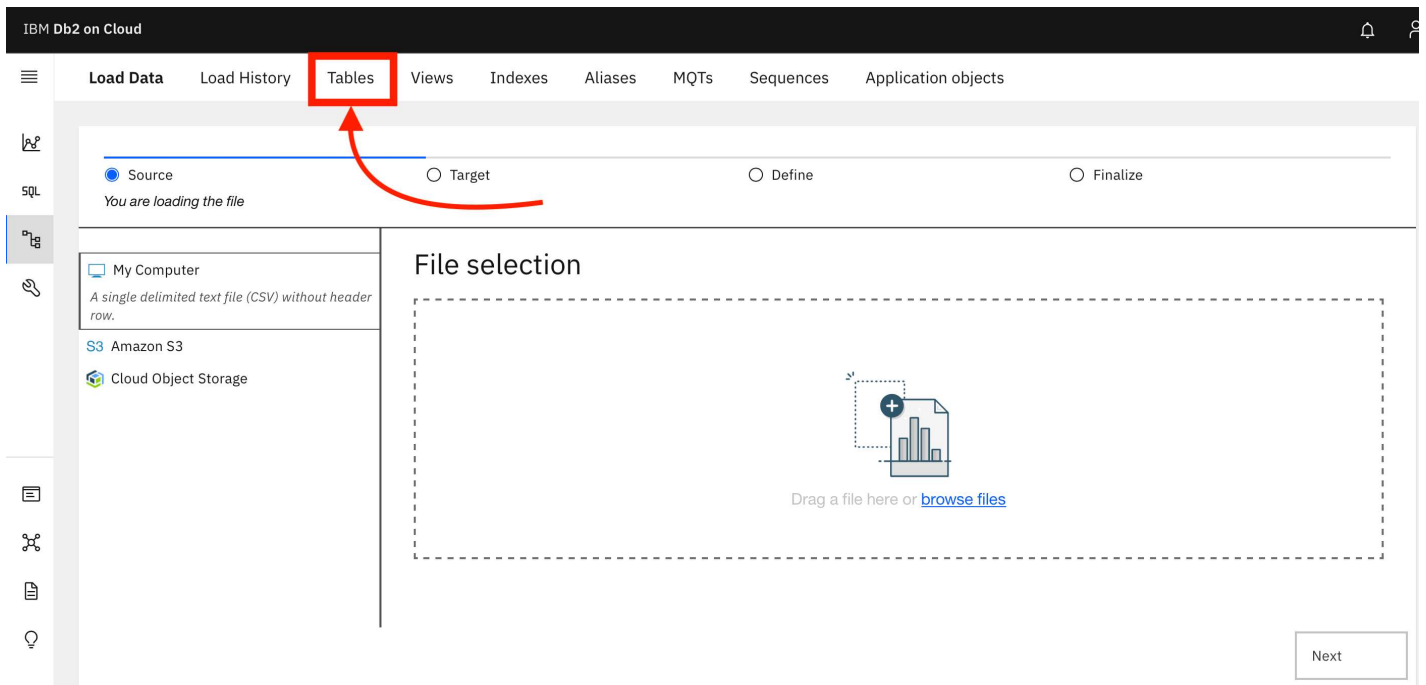 IBM Db2 on Cloud
Load Data Load History Tables Views Indexes Aliases MQTs Sequences Application objects
Source Target Define Finalize
You are loading the file
SQL
My Computer
A single delimited text file (CSV) without header
row.
S3 Amazon S3
Cloud Object Storage
File selection
Drag a file here or browse files
Next